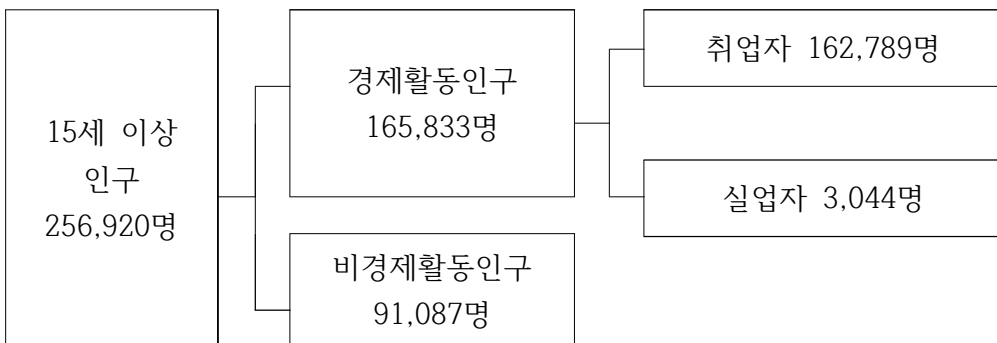 15세 이상
인구
256,920명
경제활동인구
165,833명
비경제활동인구
91,087명
취업자 162,789명
실업자 3,044명